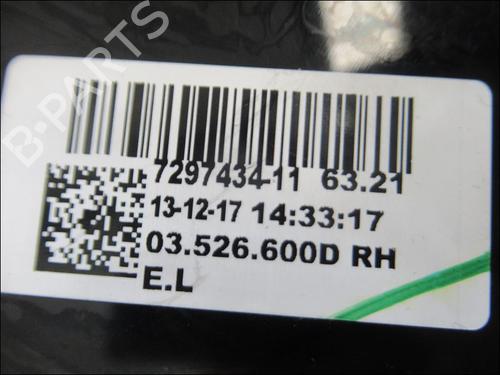 B-PARTS
7297434-11 63.21
13-12-17 14:33:17
03.526.600D RH
E.L